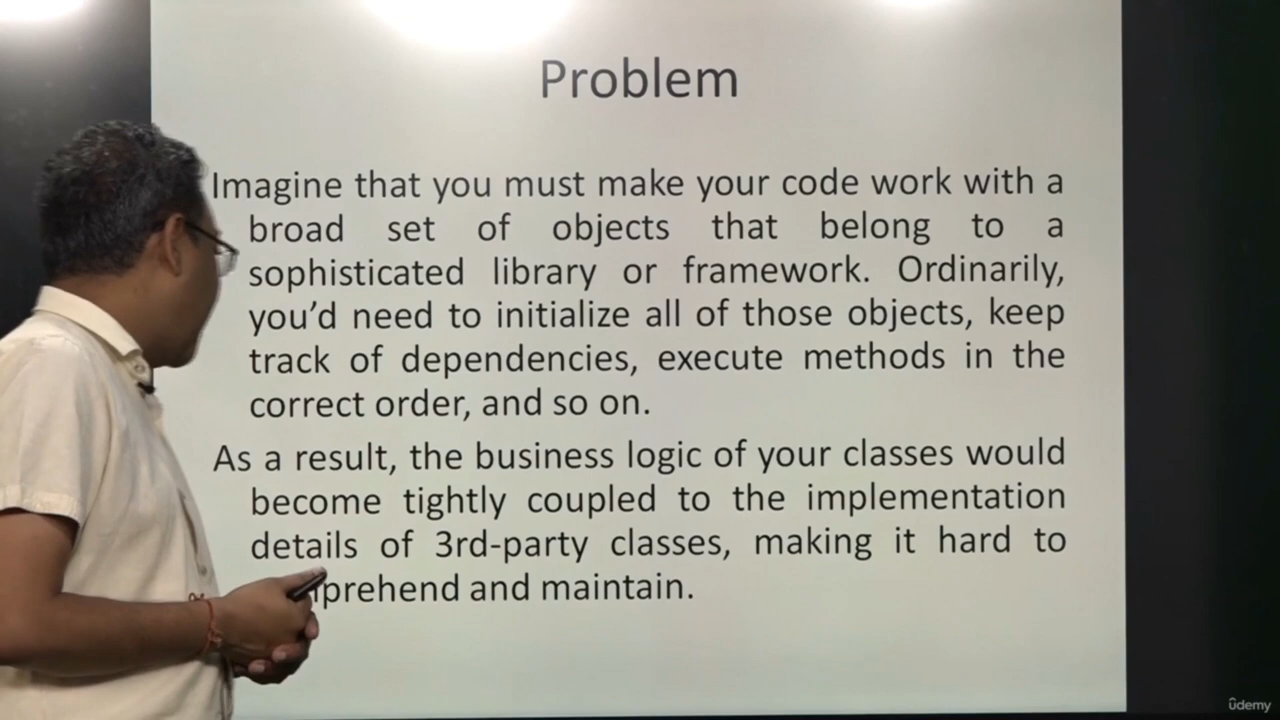 Problem
Imagine that you must make your code work with a
broad set of objects that belong to a
sophisticated library or framework. Ordinarily,
you'd need to initialize all of those objects, keep
track of dependencies, execute methods in the
correct order, and so on.
As a result, the business logic of your classes would
become tightly coupled to the implementation
details of 3rd-party classes, making it hard to
prehend and maintain.
ûdemy